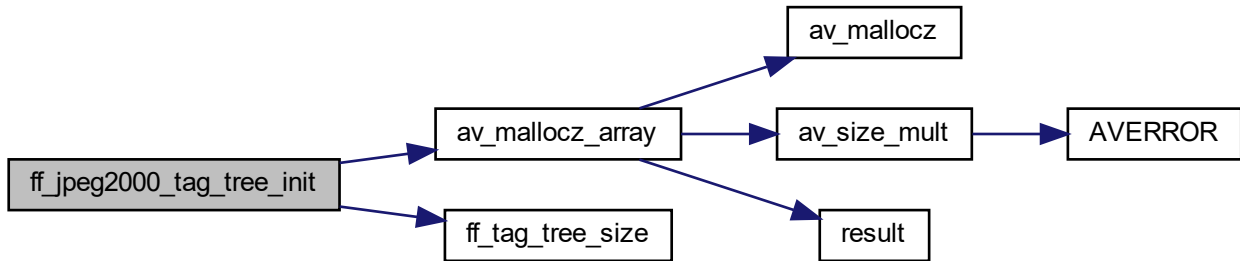 av_mallocz
av_mallocz_array
av_size_mult
AVERROR
ff_jpeg2000_tag_tree_init
ff_tag_tree_size
result